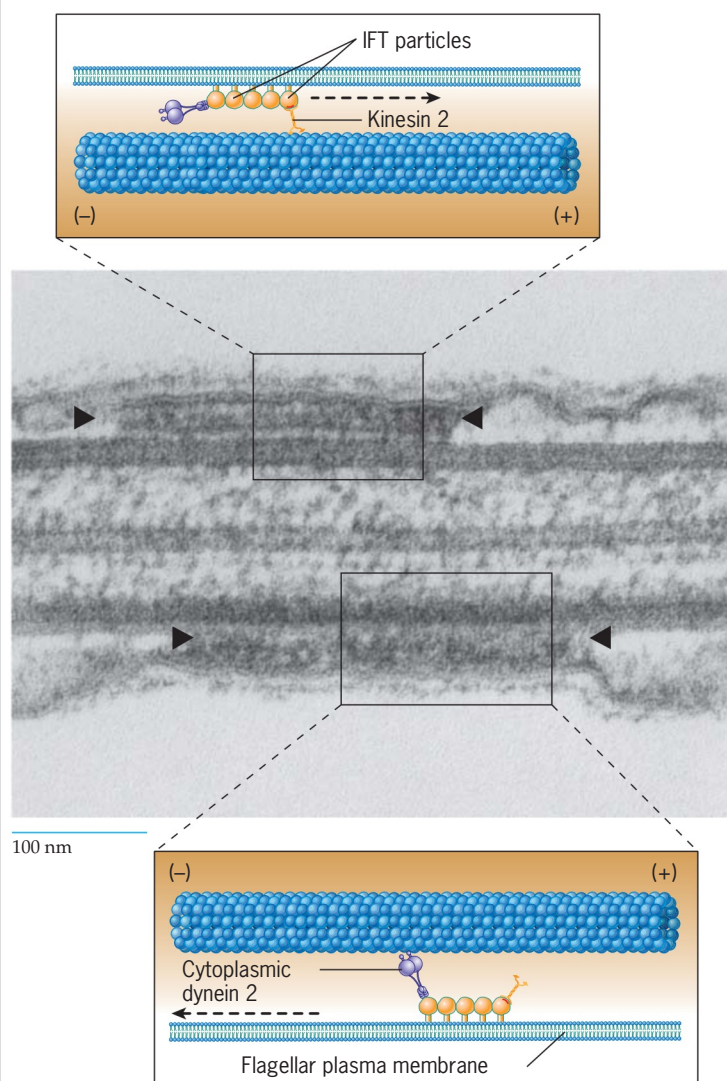 IFT particles
Kinesin 2
(–)
(+)
100 nm
(–)
(+)
Cytoplasmic
dynein 2
Flagellar plasma membrane